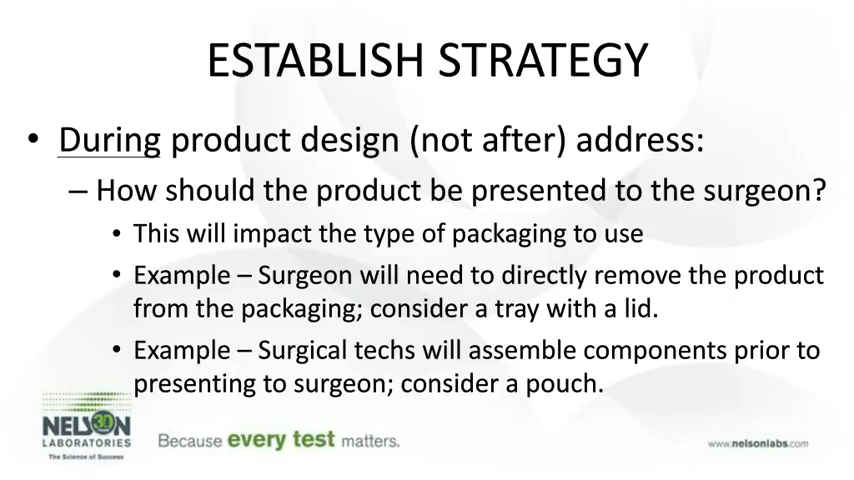 ESTABLISH STRATEGY
• During product design (not after) address:
– How should the product be presented to the surgeon?
• This will impact the type of packaging to use
• Example – Surgeon will need to directly remove the product
from the packaging; consider a tray with a lid.
• Example – Surgical techs will assemble components prior to
presenting to surgeon; consider a pouch.
NELSON
LABORATORIES
The Science of Success
Because every test matters.
www.nelsonlabs.com